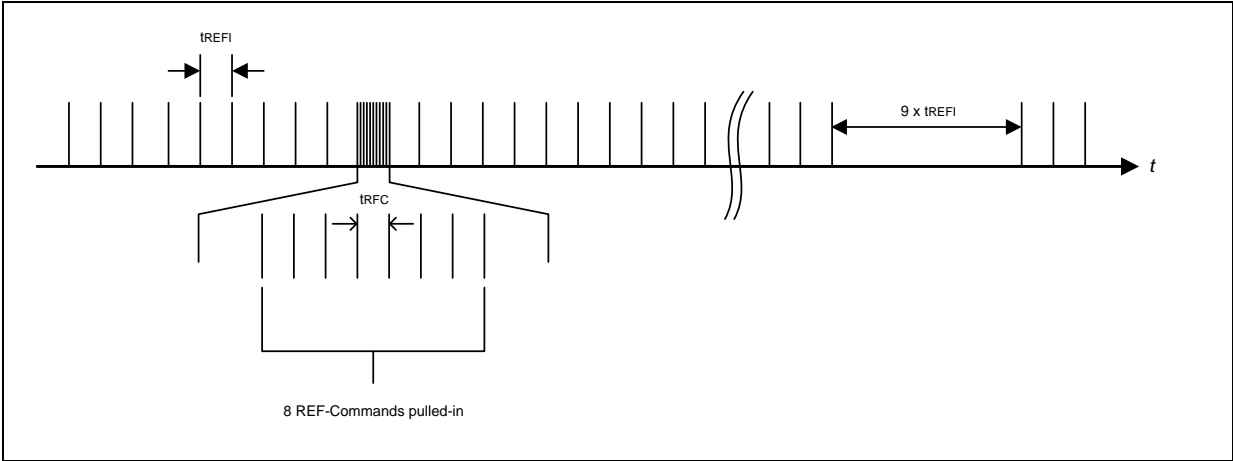 tREFI
9 x tREFI
t
tRFC
8 REF-Commands pulled-in